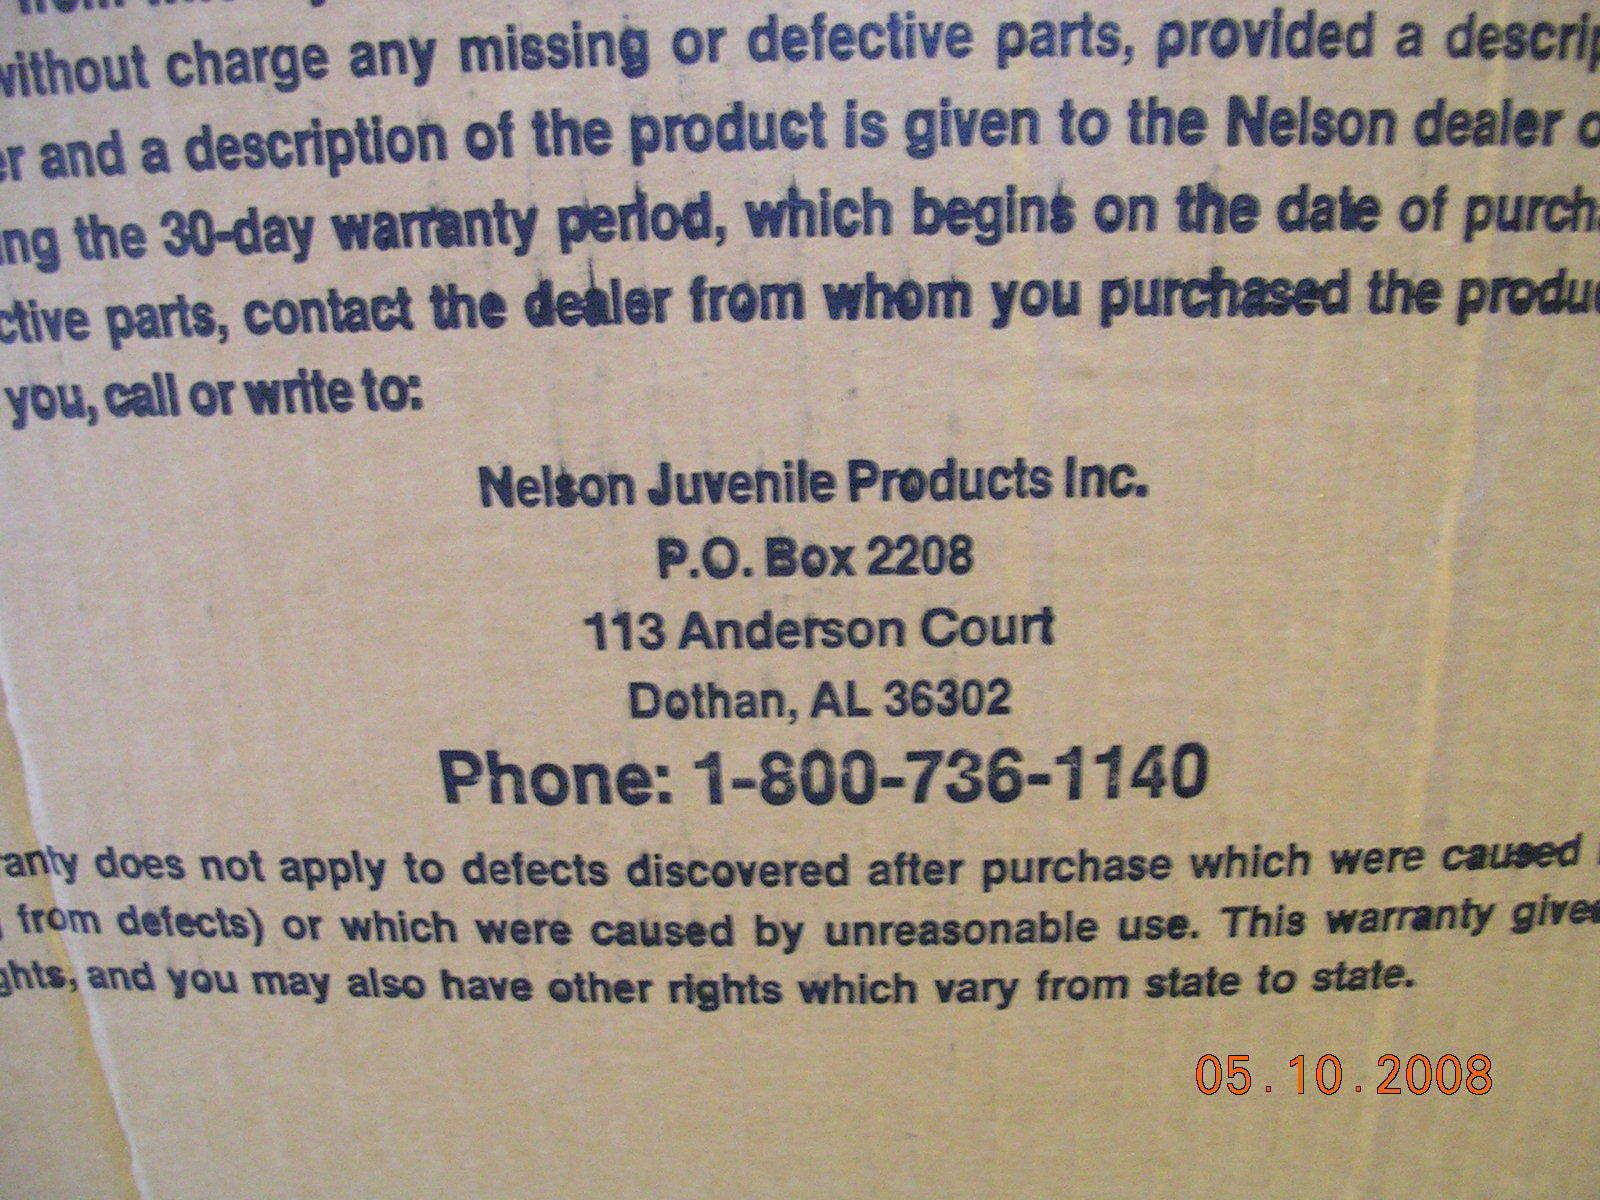 without charge any missing or defective parts, provided a descrip
er and a description of the product is given to the Nelson dealer o
ing the 30-day warranty period, which begins on the date of purcha
ctive parts, contact the dealer from whom you purchased the produc
you, call or write to:
Nelson Juvenile Products Inc.
P.O. Box 2208
113 Anderson Court
Dothan, AL 36302
Phone: 1-800-736-1140
ranty does not apply to defects discovered after purchase which were caused
from defects) or which were caused by unreasonable use. This warranty gives
ghts, and you may also have other rights which vary from state to state.
05.10.2008